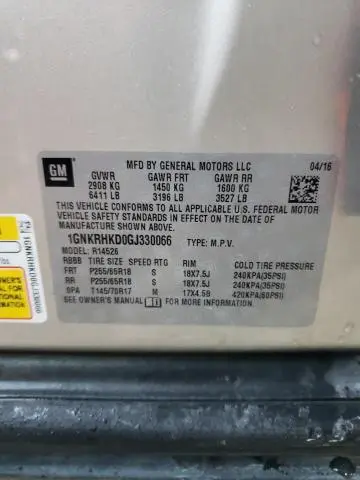 GM
MFD BY GENERAL MOTORS LLC 04/16
GVWR GAWR FRT GAWR RR
2908 KG 1450 KG 1600 KG
6411 LB 3196 LB 3527 LB
THIS VEHICLE CONFORMS TO ALL APPLICABLE U.S. FEDERAL
MOTOR VEHICLE SAFETY STANDARDS IN EFFECT ON THE DATE OF
MANUFACTURE SHOWN ABOVE.
1GNKRHKD0GJ330066 TYPE: M.P.V.
MODEL: R14526
RBBB TIRE SIZE SPEED RTG RIM COLD TIRE PRESSURE
FRT P255/65R18 S 18X7.5J 240KPA(35PSI)
RR P255/65R18 S 18X7.5J 240KPA(35PSI)
SPA T145/70R17 M 17X4.5B 420KPA(60PSI)
SEE OWNER'S MANUAL FOR MORE INFORMATION
1GNKRHKD0GJ330066